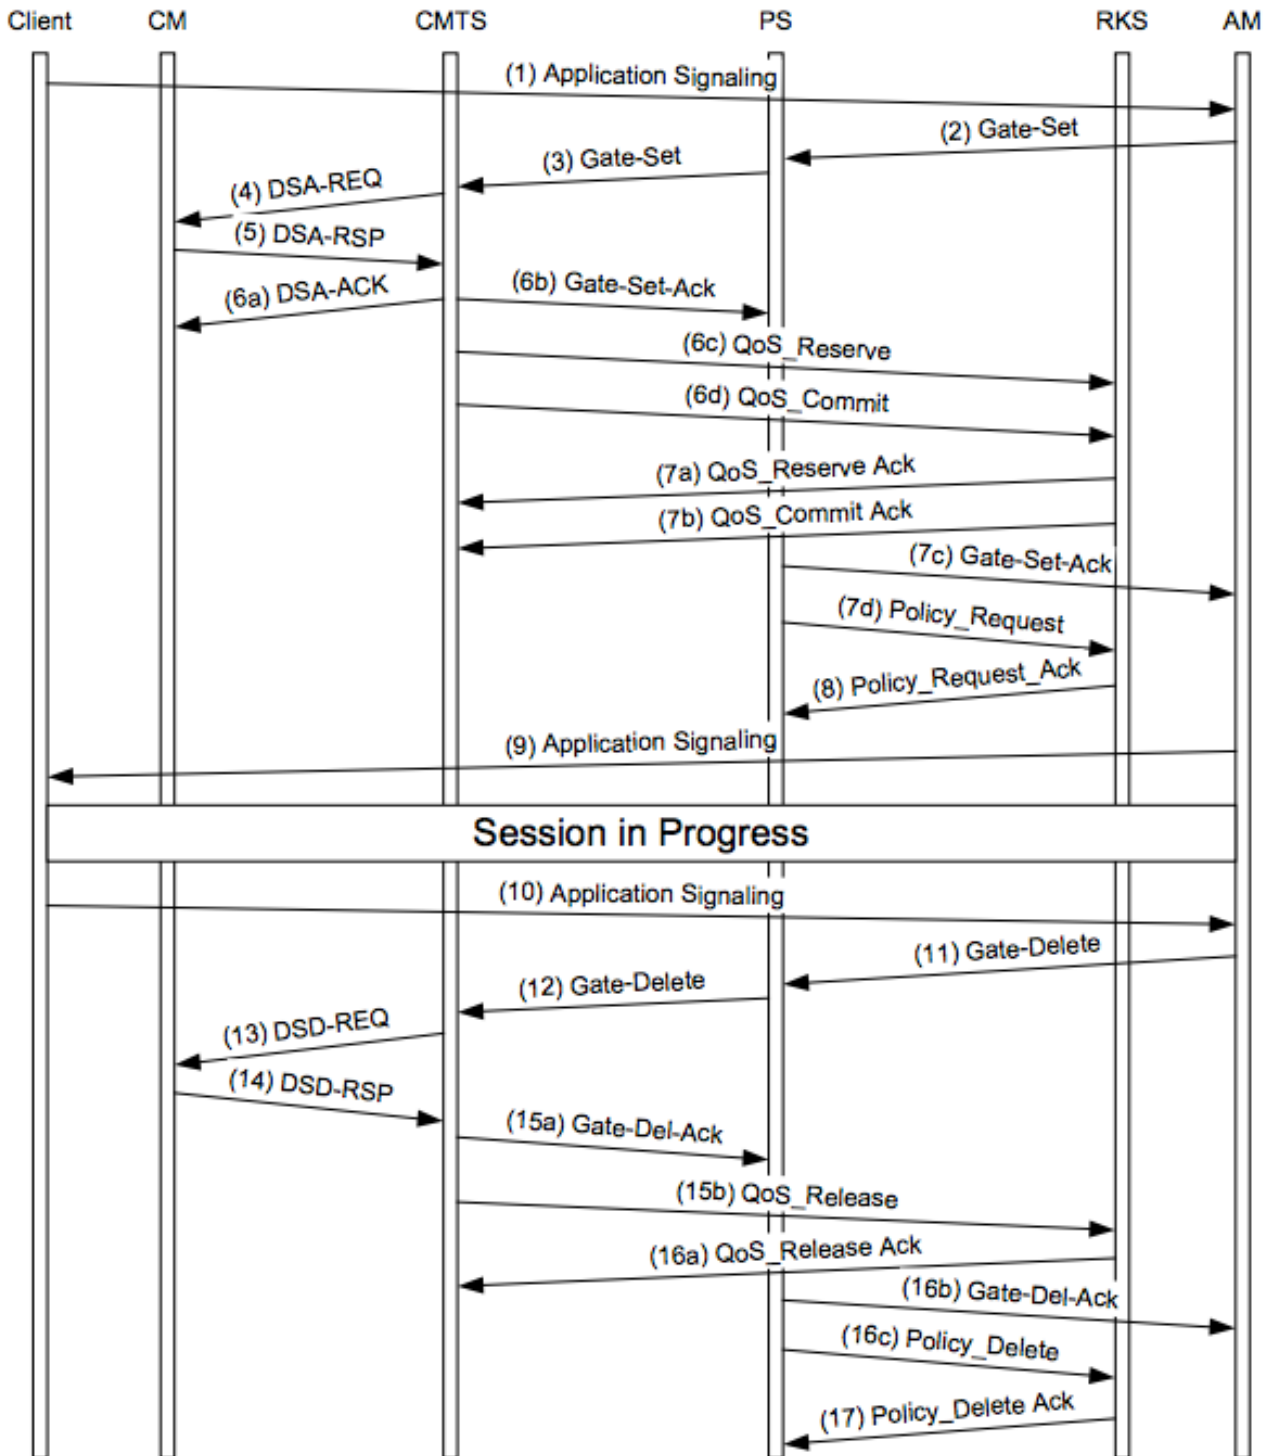 Client CM CMTS PS RKS AM
(1) Application Signaling
(2) Gate-Set
(3) Gate-Set
(4) DSA-REQ
(5) DSA-RSP
(6a) DSA-ACK
(6b) Gate-Set-Ack
(6c) QoS_Reserve
(6d) QoS_Commit
(7a) QoS_Reserve Ack
(7b) QoS_Commit Ack
(7c) Gate-Set-Ack
(7d) Policy_Request
(8) Policy_Request_Ack
(9) Application Signaling
Session in Progress
(10) Application Signaling
(11) Gate-Delete
(12) Gate-Delete
(13) DSD-REQ
(14) DSD-RSP
(15a) Gate-Del-Ack
(15b) QoS_Release
(16a) QoS_Release Ack
(16b) Gate-Del-Ack
(16c) Policy_Delete
(17) Policy_Delete Ack